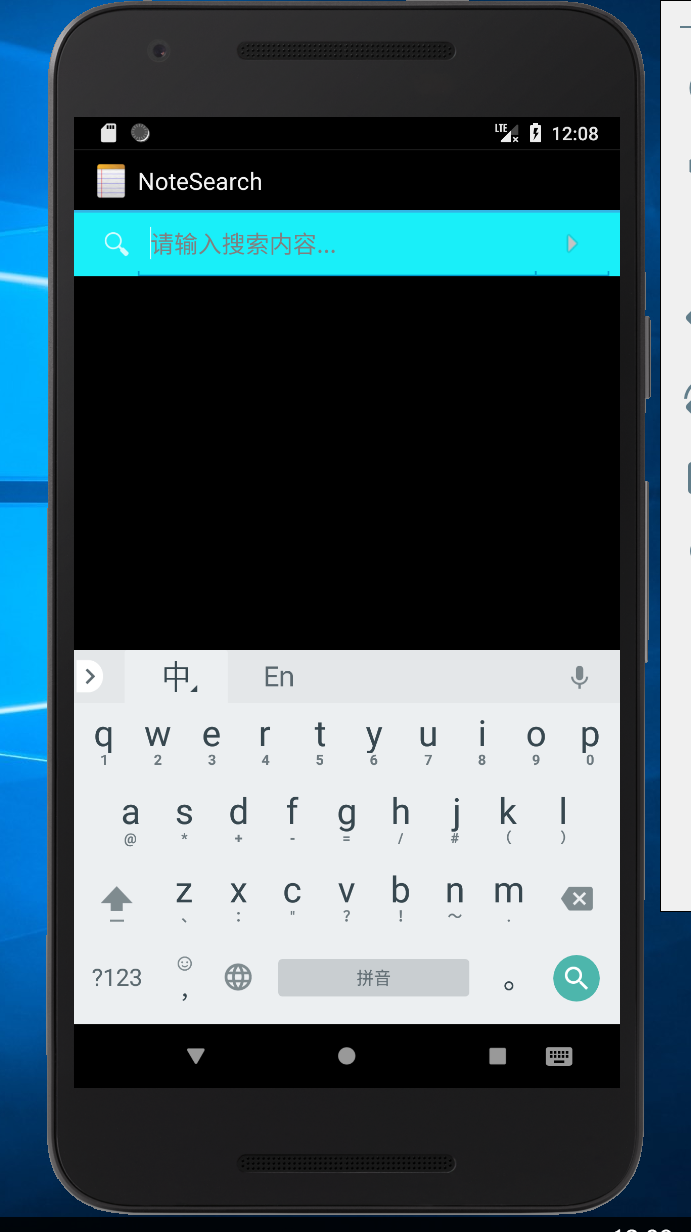 LTE 12:08
NoteSearch
请输入搜索内容...
中 En
q w e r t y u i o p
1 2 3 4 5 6 7 8 9 0
a s d f g h j k l
@ * + - = / # ( )
z x c v b n m
、 : " ? ! ～ .
?123 , 拼音 。